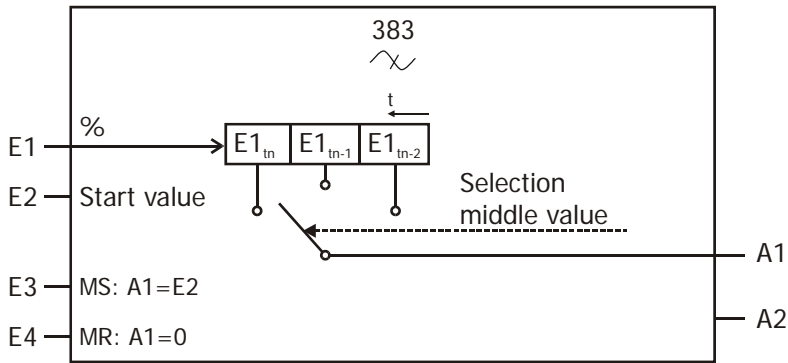 383
t
E1 % E1tn E1tn-1 E1tn-2
E2 Start value
Selection
middle value
A1
E3 MS: A1=E2
E4 MR: A1=0
A2